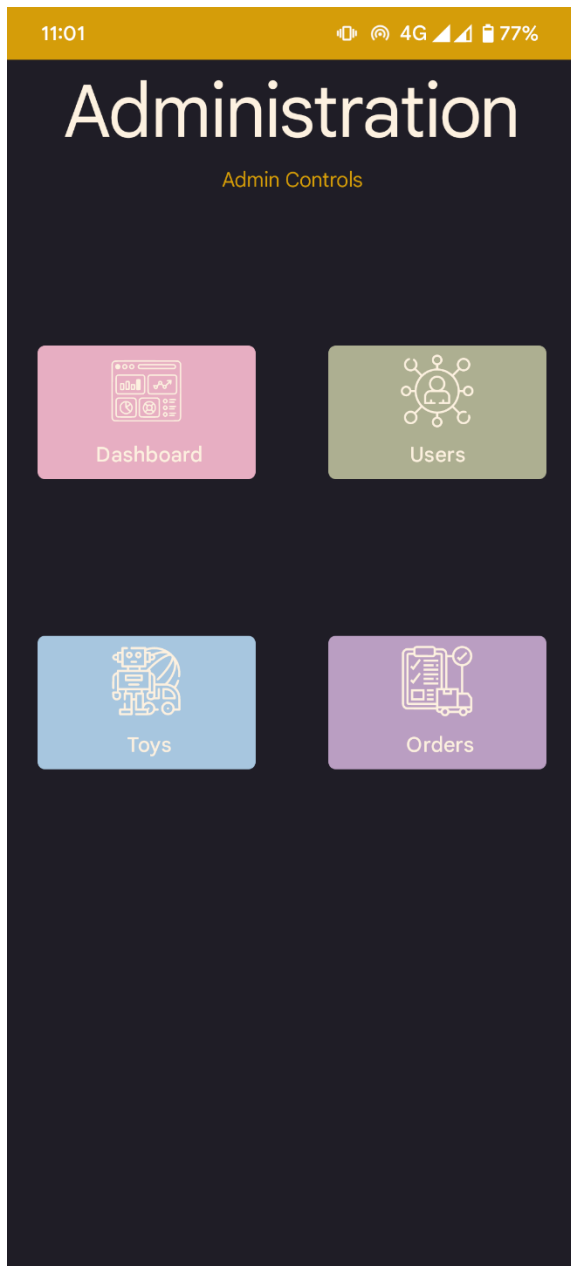 11:01 4G 77%
Administration
Admin Controls
Dashboard Users
Toys Orders